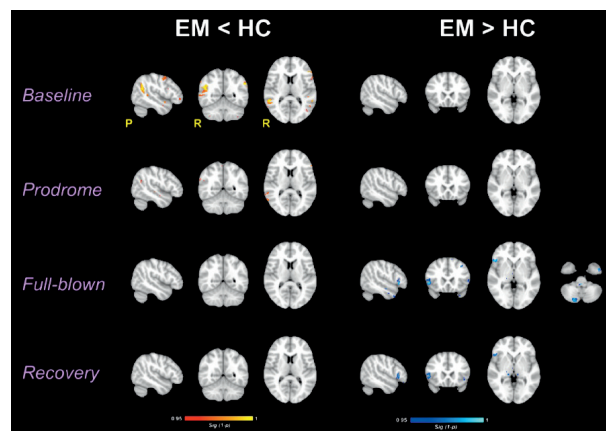 EM < HC
EM > HC
Baseline
P
R
R
Prodrome
Full-blown
Recovery
0.95
1
Sig (1-p)
0.95
1
Sig (1-p)